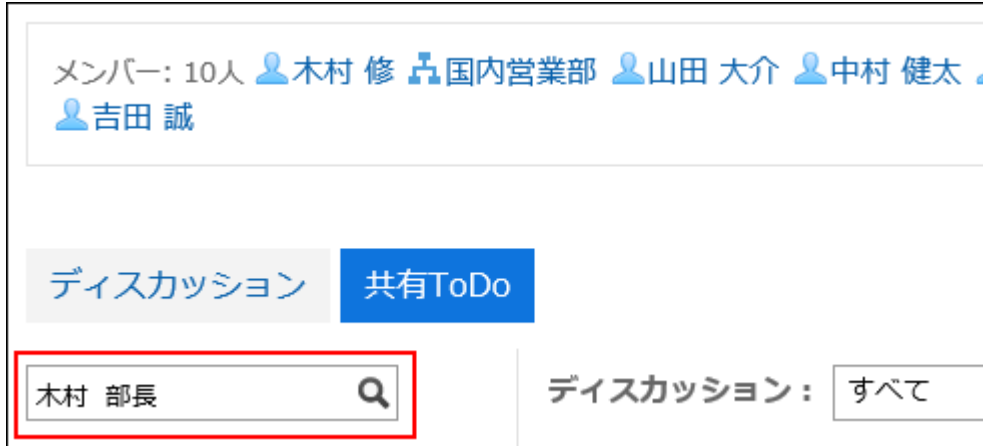 メンバー: 10人 木村 修 国内営業部 山田 大介 中村 健太
吉田 誠
ディスカッション 共有ToDo
木村 部長 ディスカッション： すべて